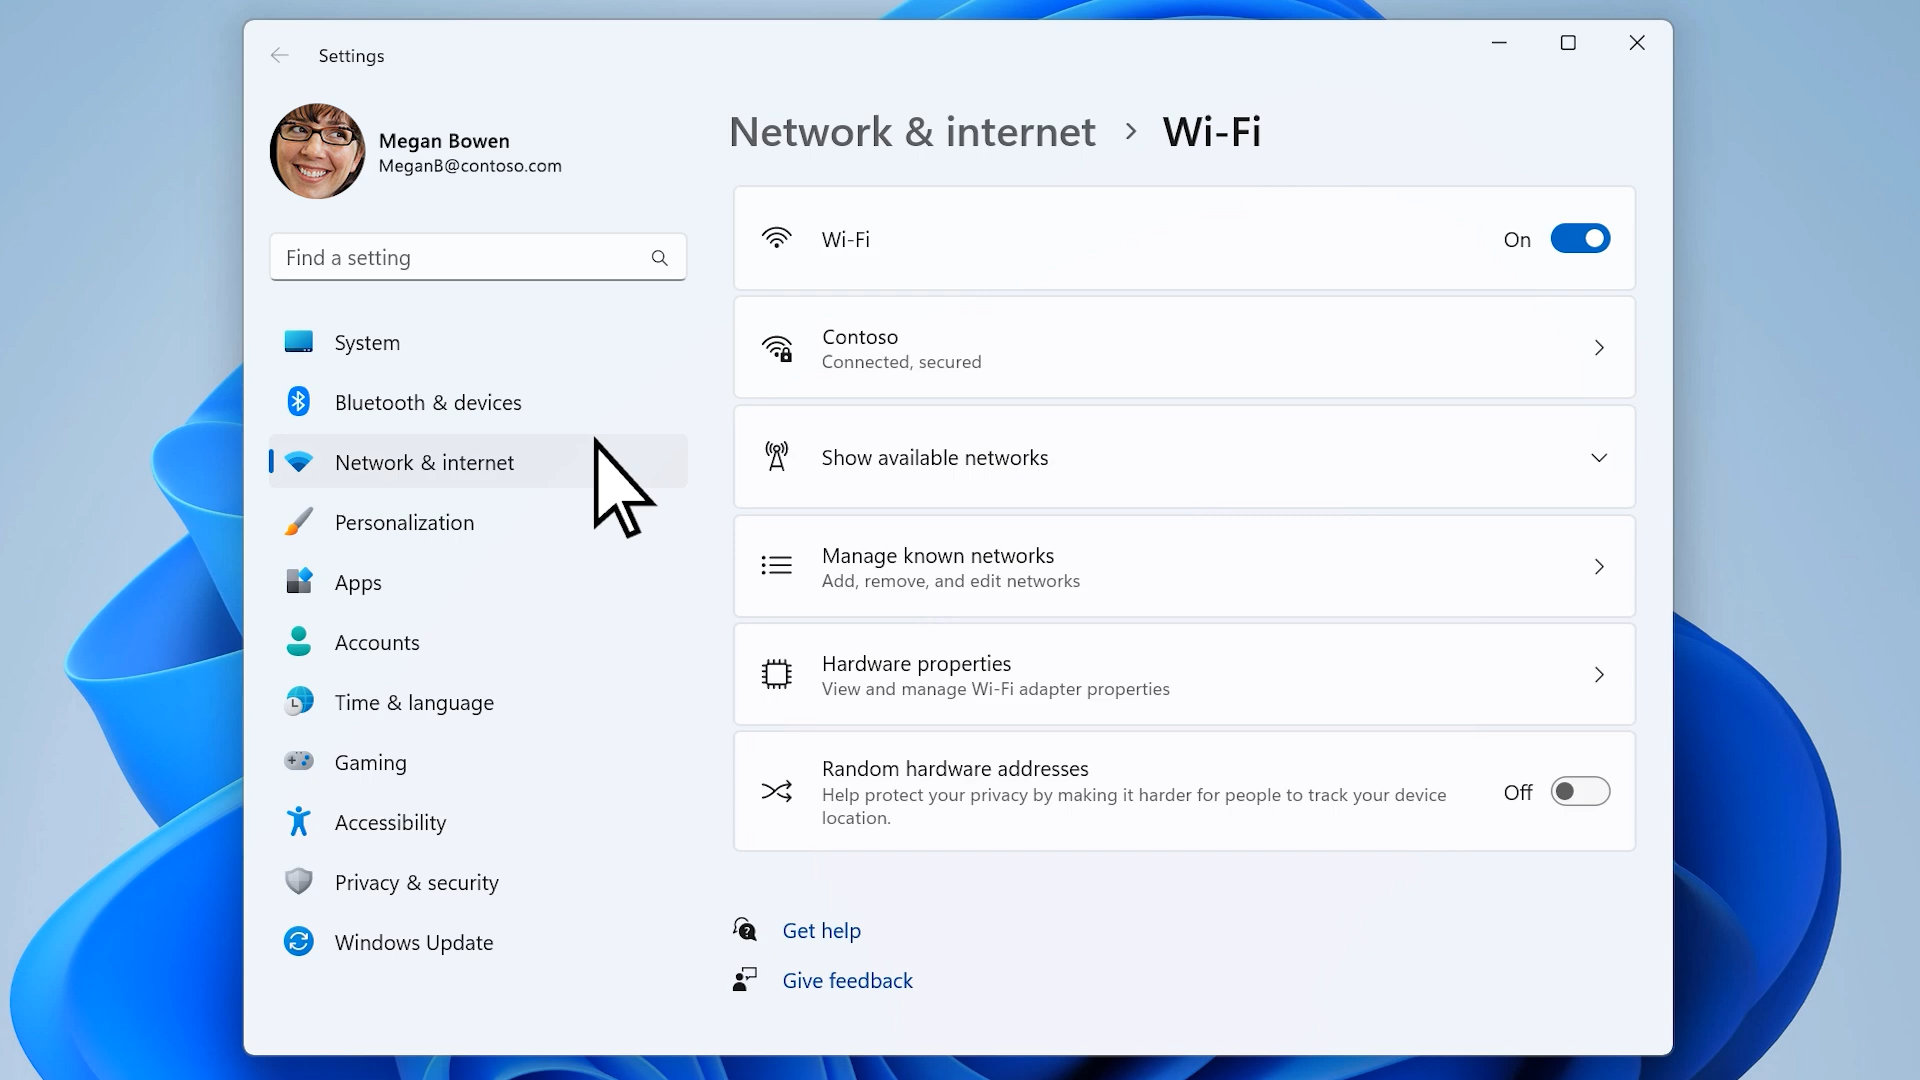 Settings
Megan Bowen
MeganB@contoso.com
Find a setting
System
Bluetooth & devices
Network & internet
Personalization
Apps
Accounts
Time & language
Gaming
Accessibility
Privacy & security
Windows Update
Network & internet > Wi-Fi
Wi-Fi
On
Contoso
Connected, secured
Show available networks
Manage known networks
Add, remove, and edit networks
Hardware properties
View and manage Wi-Fi adapter properties
Random hardware addresses
Help protect your privacy by making it harder for people to track your device
location.
Off
Get help
Give feedback